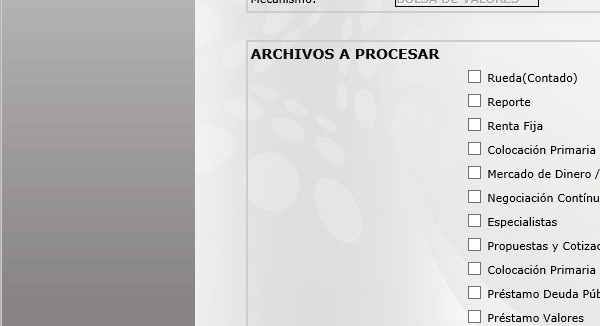 Mecanismo: BOLSA DE VALORES
ARCHIVOS A PROCESAR
Rueda(Contado)
Reporte
Renta Fija
Colocación Primaria
Mercado de Dinero /
Negociación Contínu
Especialistas
Propuestas y Cotizac
Colocación Primaria
Préstamo Deuda Púb
Préstamo Valores